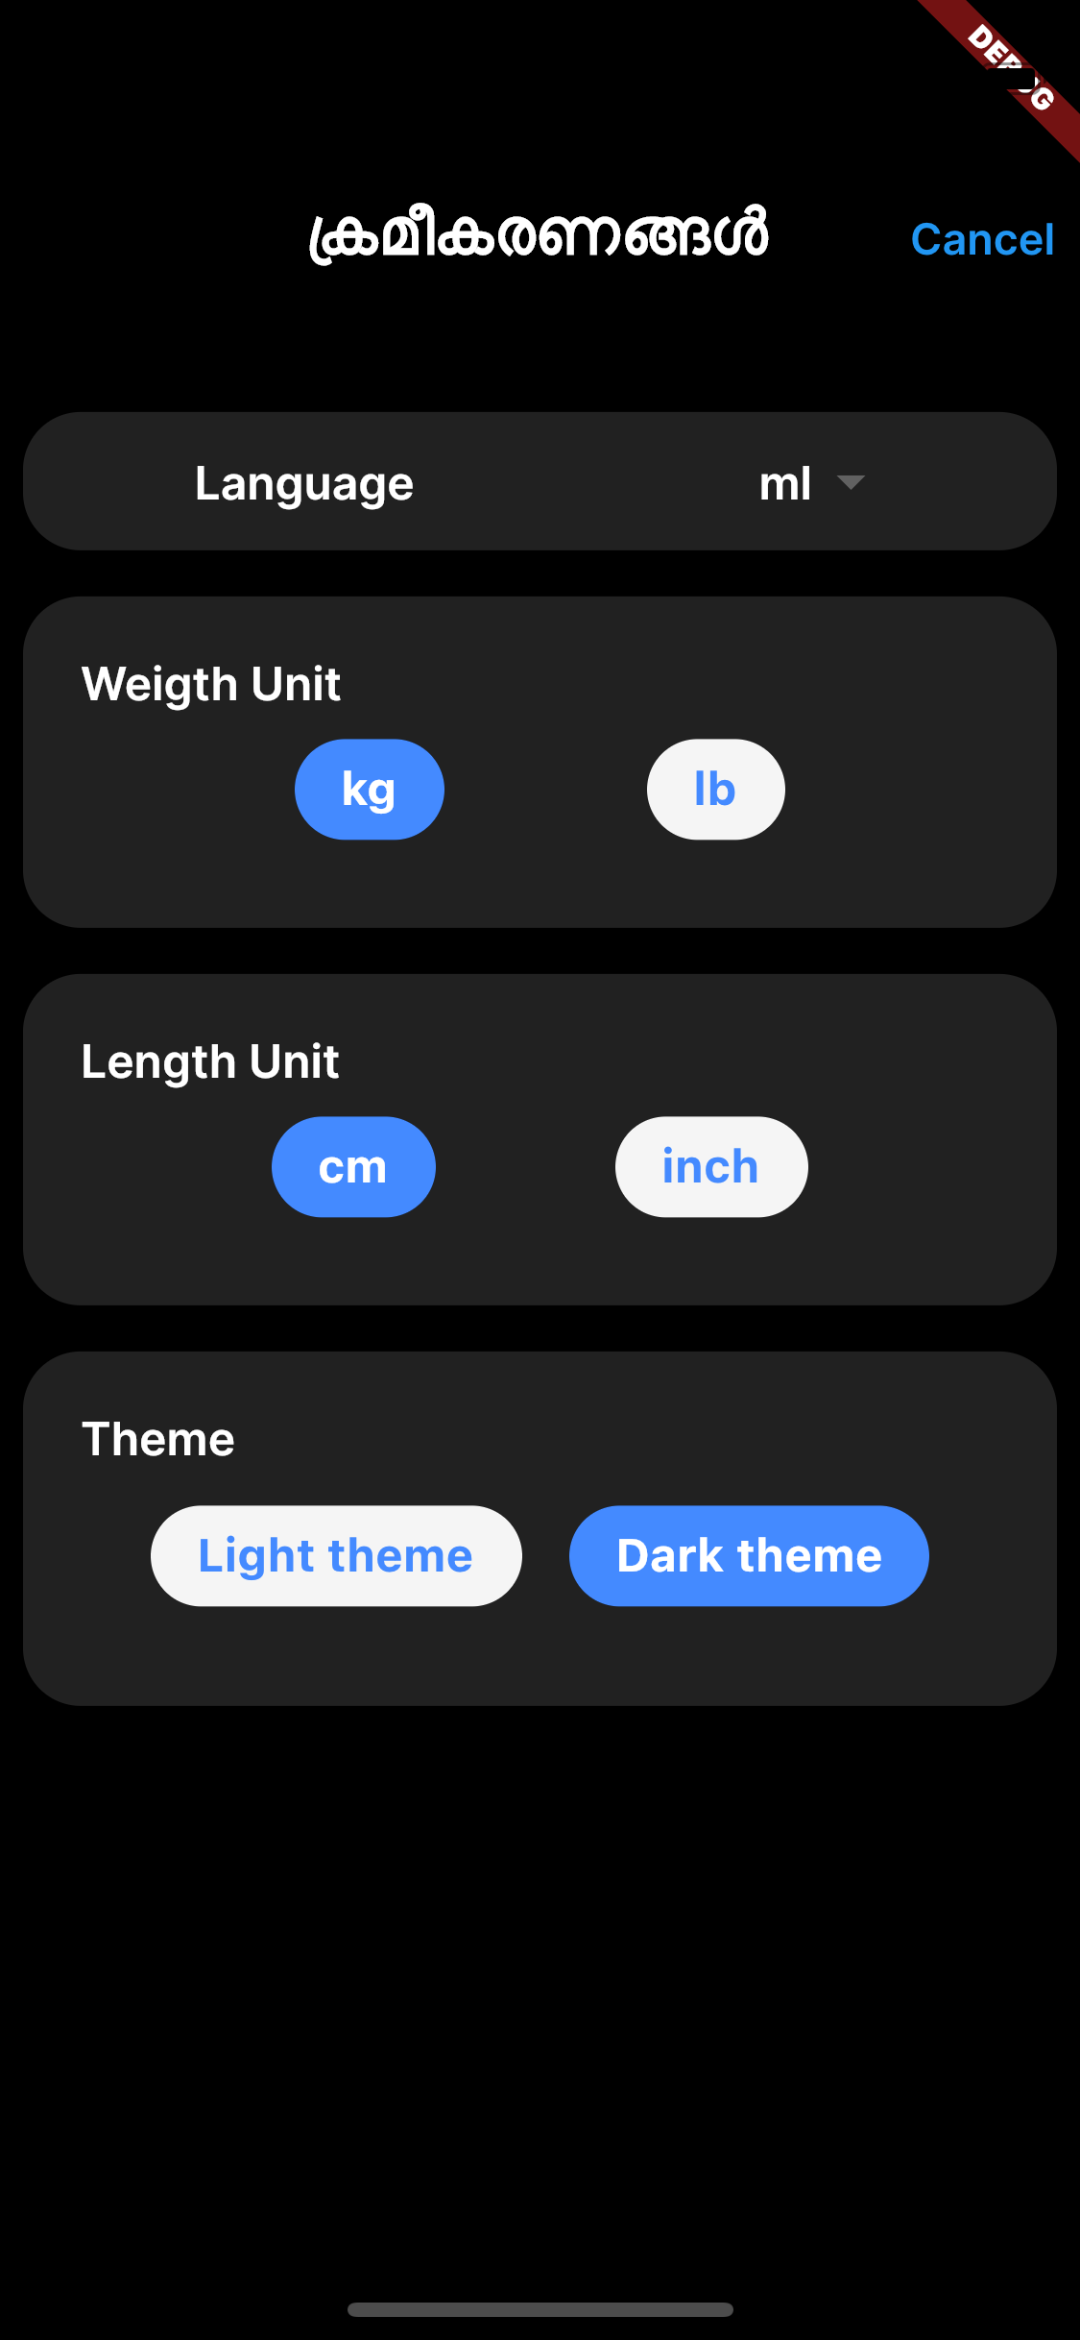 ക്രമീകരണങ്ങൾ
Cancel
Language
ml
Weigth Unit
kg
lb
Length Unit
cm
inch
Theme
Light theme
Dark theme